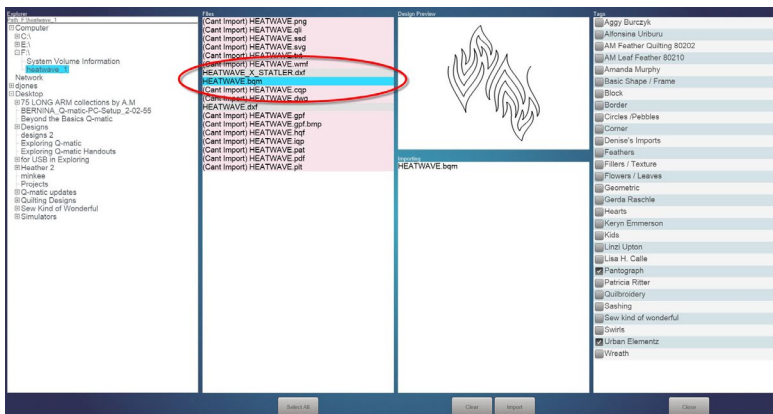 Explorer
Path: F:\heatwave_1
Computer
C:\
E:\
F:\
System Volume Information
heatwave_1
Network
djones
Desktop
75 LONG ARM collections by A.M
BERNINA_Q-matic-PC-Setup_2-02-55
Beyond the Basics Q-matic
Designs
designs 2
Exploring Q-matic
Exploring Q-matic Handouts
for USB in Exploring
Heather 2
minkee
Projects
Q-matic updates
Quilting Designs
Sew Kind of Wonderful
Simulators
Files
(Cant Import) HEATWAVE.png
(Cant Import) HEATWAVE.qli
(Cant Import) HEATWAVE.ssd
(Cant Import) HEATWAVE.svg
(Cant Import) HEATWAVE.txt
(Cant Import) HEATWAVE.wmf
HEATWAVE_X_STATLER.dxf
HEATWAVE.bqm
(Cant Import) HEATWAVE.cqp
(Cant Import) HEATWAVE.dwg
HEATWAVE.dxf
(Cant Import) HEATWAVE.gpf
(Cant Import) HEATWAVE.gpf.bmp
(Cant Import) HEATWAVE.hqf
(Cant Import) HEATWAVE.iqp
(Cant Import) HEATWAVE.pat
(Cant Import) HEATWAVE.pdf
(Cant Import) HEATWAVE.plt
Select All
Design Preview
Importing
HEATWAVE.bqm
Clear
Import
Tags
Aggy Burczyk
Alfonsina Uriburu
AM Feather Quilting 80202
AM Leaf Feather 80210
Amanda Murphy
Basic Shape / Frame
Block
Border
Circles /Pebbles
Corner
Denise's Imports
Feathers
Fillers / Texture
Flowers / Leaves
Geometric
Gerda Raschle
Hearts
Keryn Emmerson
Kids
Linzi Upton
Lisa H. Calle
Pantograph
Patricia Ritter
Quilbroidery
Sashing
Sew kind of wonderful
Swirls
Urban Elementz
Wreath
Close